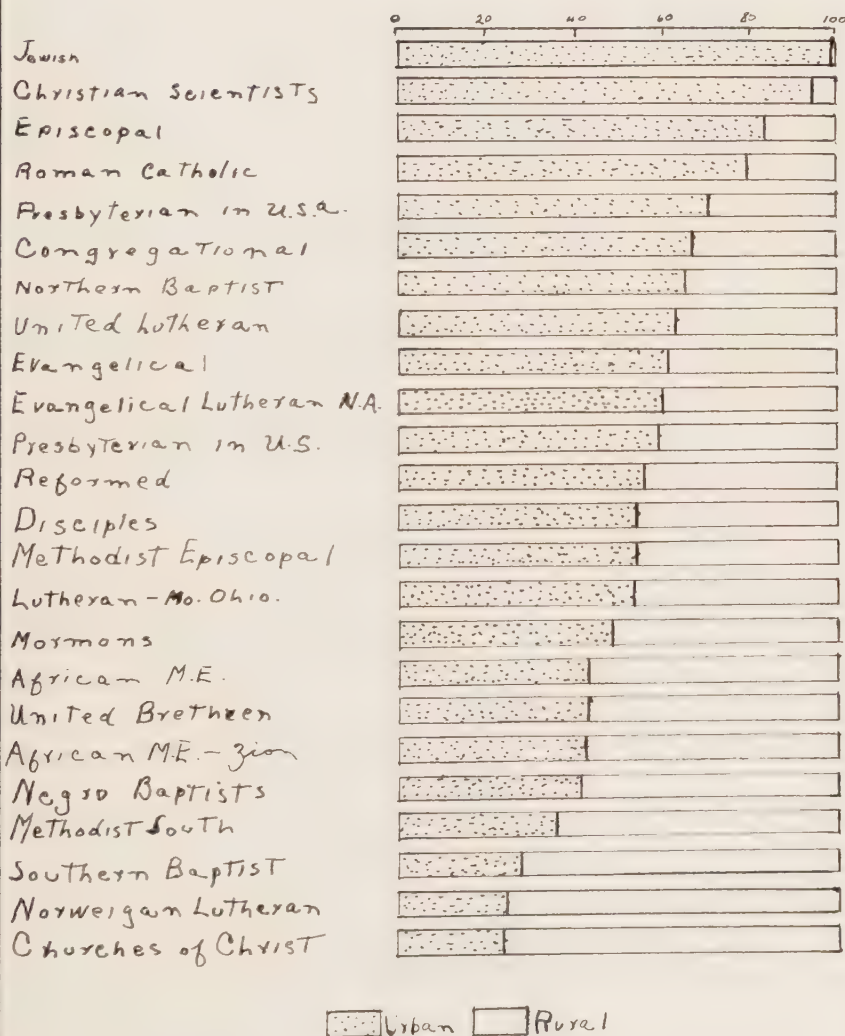 0 20 40 60 80 100
Jewish
Christian Scientists
Episcopal
Roman Catholic
Presbyterian in U.S.a.
Congregational
Northern Baptist
United Lutheran
Evangelical
Evangelical Lutheran N.A.
Presbyterian in U.S.
Reformed
Disciples
Methodist Episcopal
Lutheran - Mo. Ohio.
Mormons
African M.E.
United Brethren
African M.E. - Zion
Negro Baptists
Methodist South
Southern Baptist
Norweigan Lutheran
Churches of Christ
Urban Rural